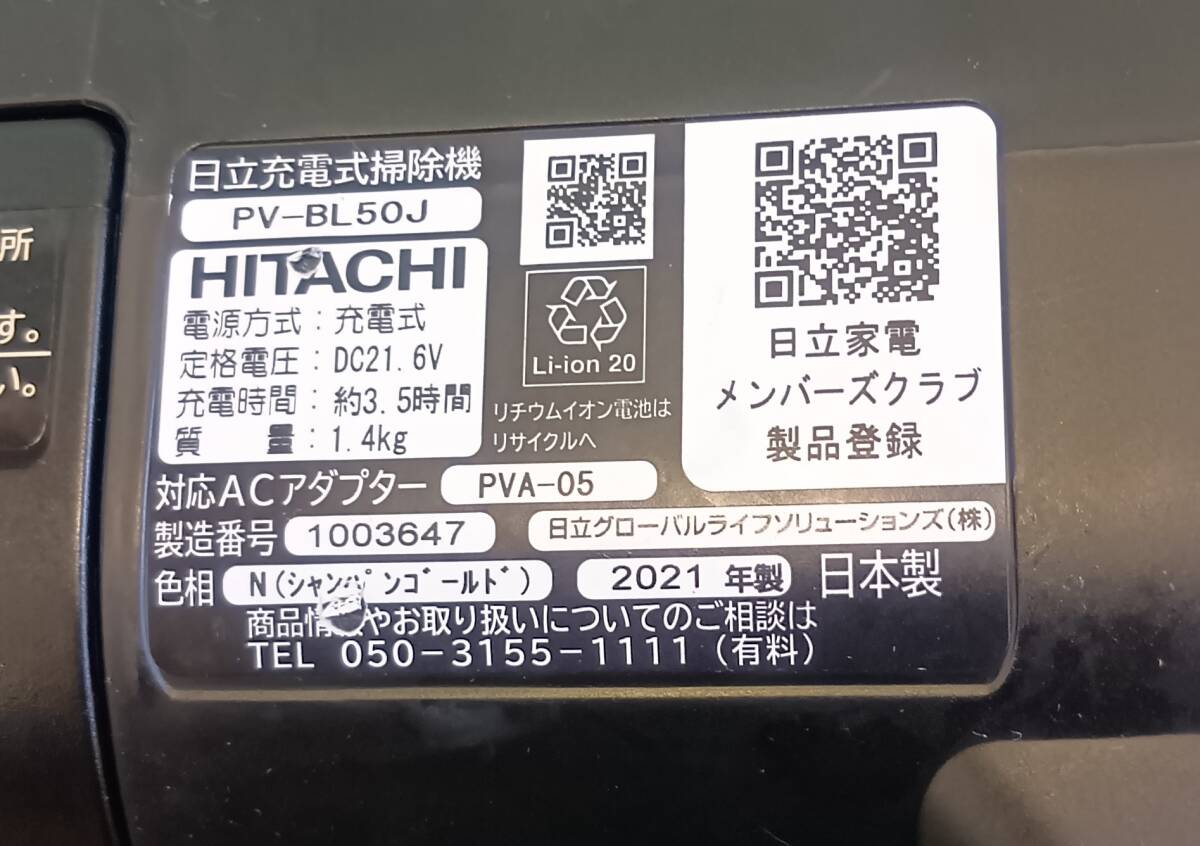 所
す。
い。
日立充電式掃除機
PV-BL50J
HITACHI
電源方式：充電式
定格電圧：DC21.6V
充電時間：約3.5時間
質　　量：1.4kg
Li-ion 20
リチウムイオン電池は
リサイクルへ
日立家電
メンバーズクラブ
製品登録
対応ACアダプター PVA-05
製造番号 1003647 日立グローバルライフソリューションズ(株)
色相 N(シャンパンゴールド) 2021 年製 日本製
商品情報やお取り扱いについてのご相談は
TEL 050-3155-1111 (有料)